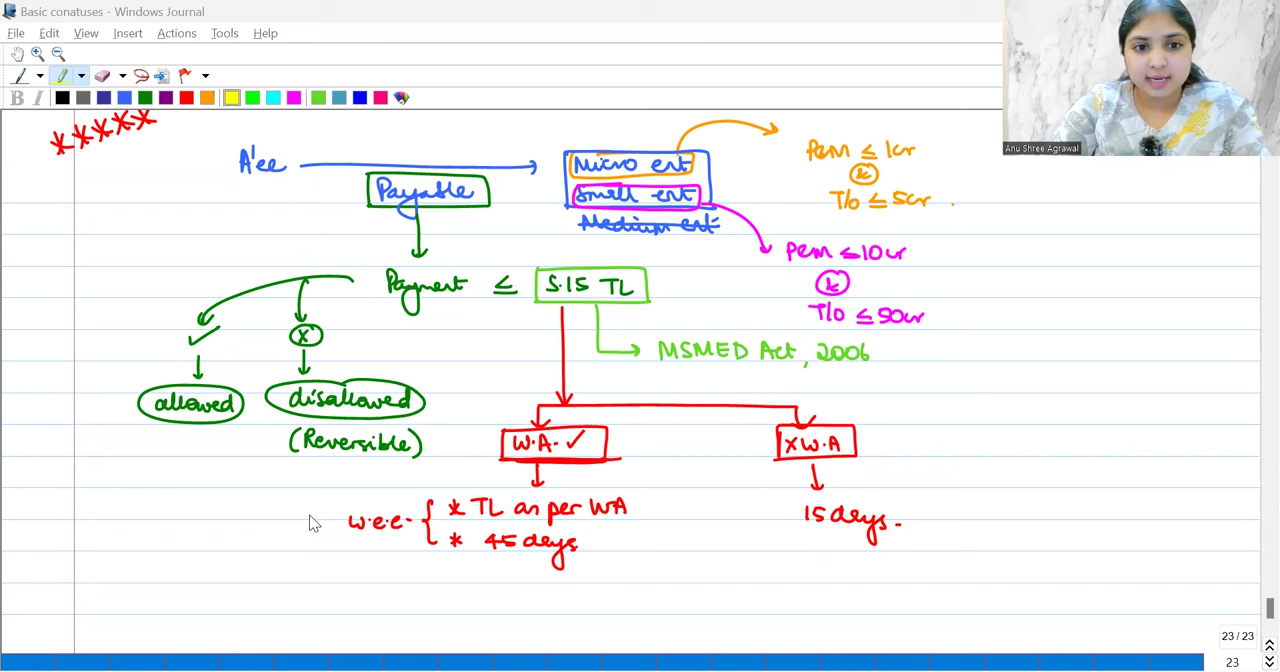 Basic conatuses - Windows Journal
File Edit View Insert Actions Tools Help
B I
Anu Shree Agrawal
A'ee
Payable
Micro ent
Small ent
Medium ent
P&M ≤ 1cr
&
T/O ≤ 5cr.
P&M ≤ 10cr
&
T/O ≤ 50cr
Payment ≤ S.15 TL
MSMED Act, 2006
✓ X
allowed
disallowed
(Reversible)
W.A. ✓
X W.A
w.e.e.
* TL as per WA
* 45 days
15 days.
23 / 23
23